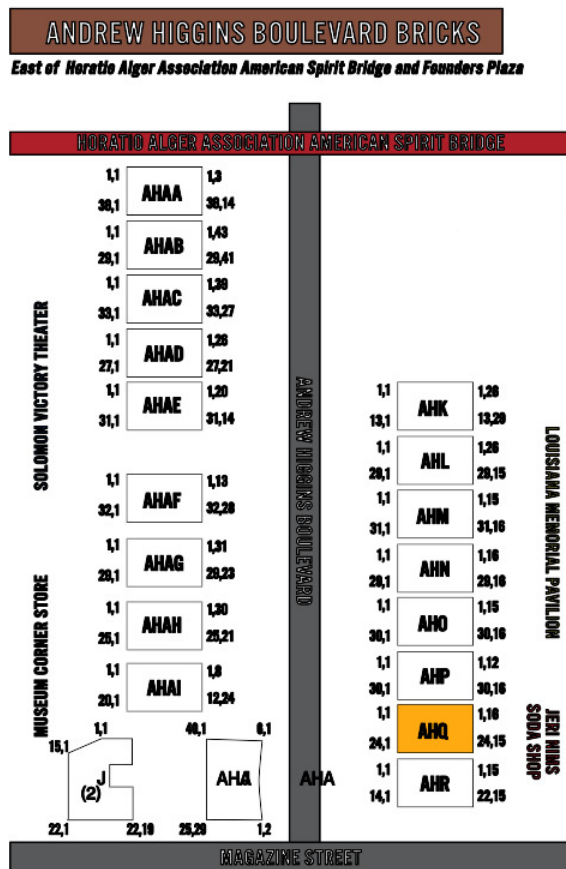 ANDREW HIGGINS BOULEVARD BRICKS
East of Horatio Alger Association American Spirit Bridge and Founders Plaza
HORATIO ALGER ASSOCIATION AMERICAN SPIRIT BRIDGE
SOLOMON VICTORY THEATER
MUSEUM CORNER STORE
1,1 1,3
AHAA
38,1 38,14
1,1 1,43
AHAB
29,1 29,41
1,1 1,39
AHAC
33,1 33,27
1,1 1,26
AHAD
27,1 27,21
1,1 1,20
AHAE
31,1 31,14
1,1 1,13
AHAF
32,1 32,28
1,1 1,31
AHAG
29,1 29,23
1,1 1,30
AHAH
25,1 25,21
1,1 1,8
AHAI
20,1 12,24
1,1
15,1
J
(2)
22,1 22,19
40,1 0,1
25,29 1,2
ANDREW HIGGINS BOULEVARD
AHA
1,1 1,26
AHK
13,1 13,29
1,1 1,26
AHL
29,1 29,15
1,1 1,15
AHM
31,1 31,16
1,1 1,16
AHN
29,1 29,16
1,1 1,15
AHO
30,1 30,16
1,1 1,12
AHP
30,1 30,16
1,1 1,16
AHQ
24,1 24,15
1,1 1,15
AHR
14,1 22,15
LOUISIANA MEMORIAL PAVILION
JERI NIMS
SODA SHOP
MAGAZINE STREET